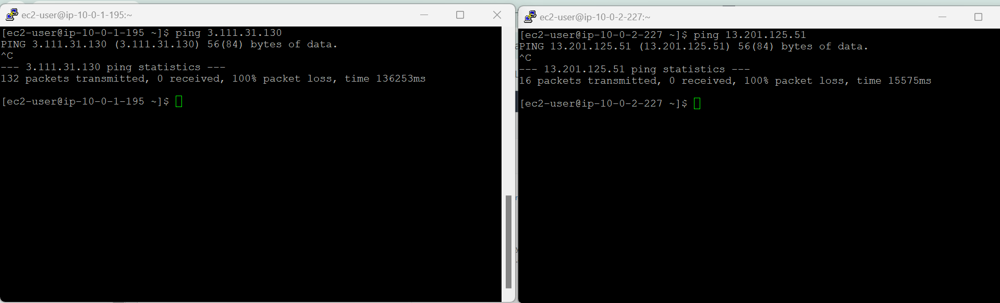 ec2-user@ip-10-0-1-195:~
[ec2-user@ip-10-0-1-195 ~]$ ping 3.111.31.130
PING 3.111.31.130 (3.111.31.130) 56(84) bytes of data.
^C
--- 3.111.31.130 ping statistics ---
132 packets transmitted, 0 received, 100% packet loss, time 136253ms
[ec2-user@ip-10-0-1-195 ~]$
ec2-user@ip-10-0-2-227:~
[ec2-user@ip-10-0-2-227 ~]$ ping 13.201.125.51
PING 13.201.125.51 (13.201.125.51) 56(84) bytes of data.
^C
--- 13.201.125.51 ping statistics ---
16 packets transmitted, 0 received, 100% packet loss, time 15575ms
[ec2-user@ip-10-0-2-227 ~]$